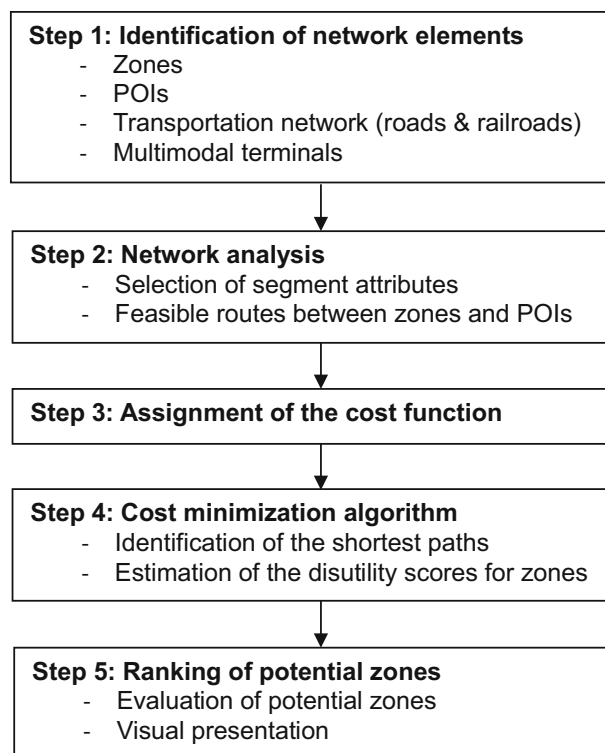 Step 1: Identification of network elements
- Zones
- POIs
- Transportation network (roads & railroads)
- Multimodal terminals
Step 2: Network analysis
- Selection of segment attributes
- Feasible routes between zones and POIs
Step 3: Assignment of the cost function
Step 4: Cost minimization algorithm
- Identification of the shortest paths
- Estimation of the disutility scores for zones
Step 5: Ranking of potential zones
- Evaluation of potential zones
- Visual presentation